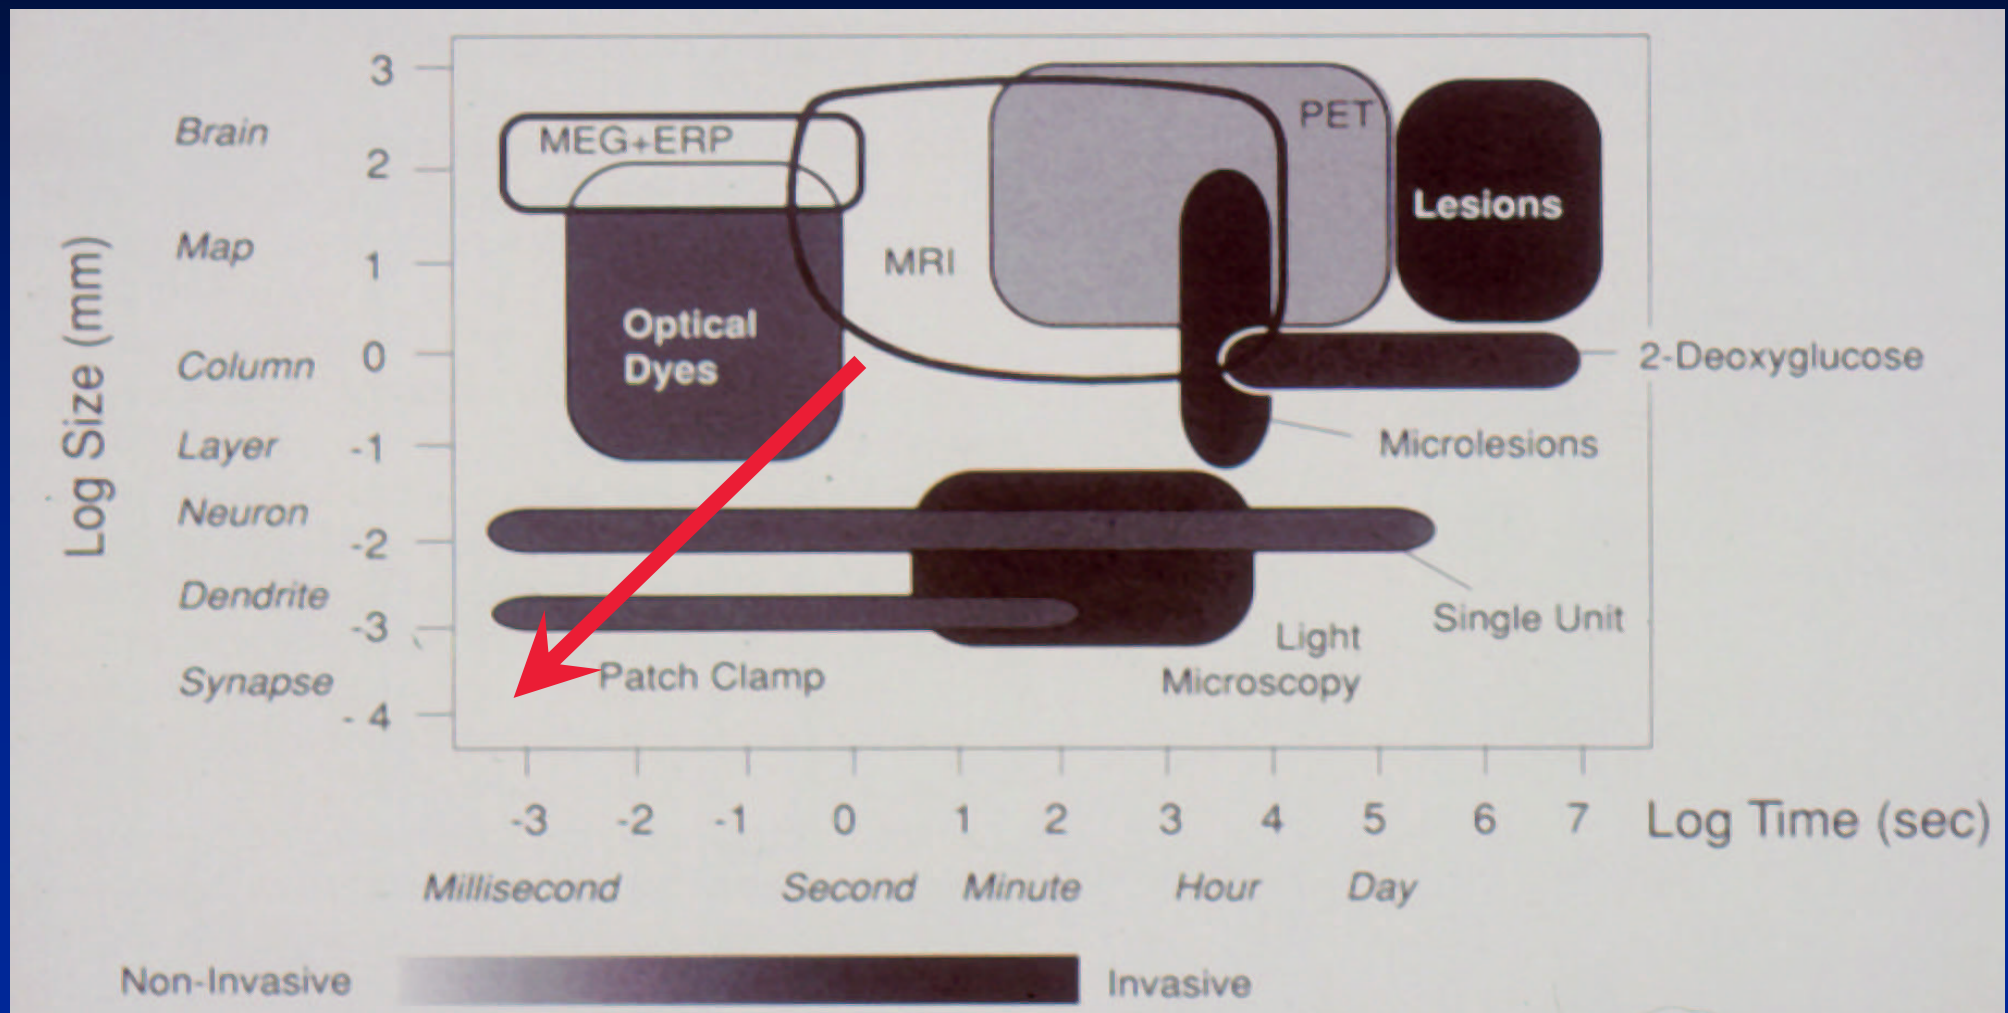 3
Brain
MEG+ERP
PET
2
Lesions
Map
1
MRI
Optical
Dyes
Column
0
2-Deoxyglucose
Layer
-1
Microlesions
Log Size (mm)
Neuron
-2
Dendrite
-3
Single Unit
Light
Microscopy
Patch Clamp
Synapse
- 4
-3 -2 -1 0 1 2 3 4 5 6 7 Log Time (sec)
Millisecond Second Minute Hour Day
Non-Invasive Invasive